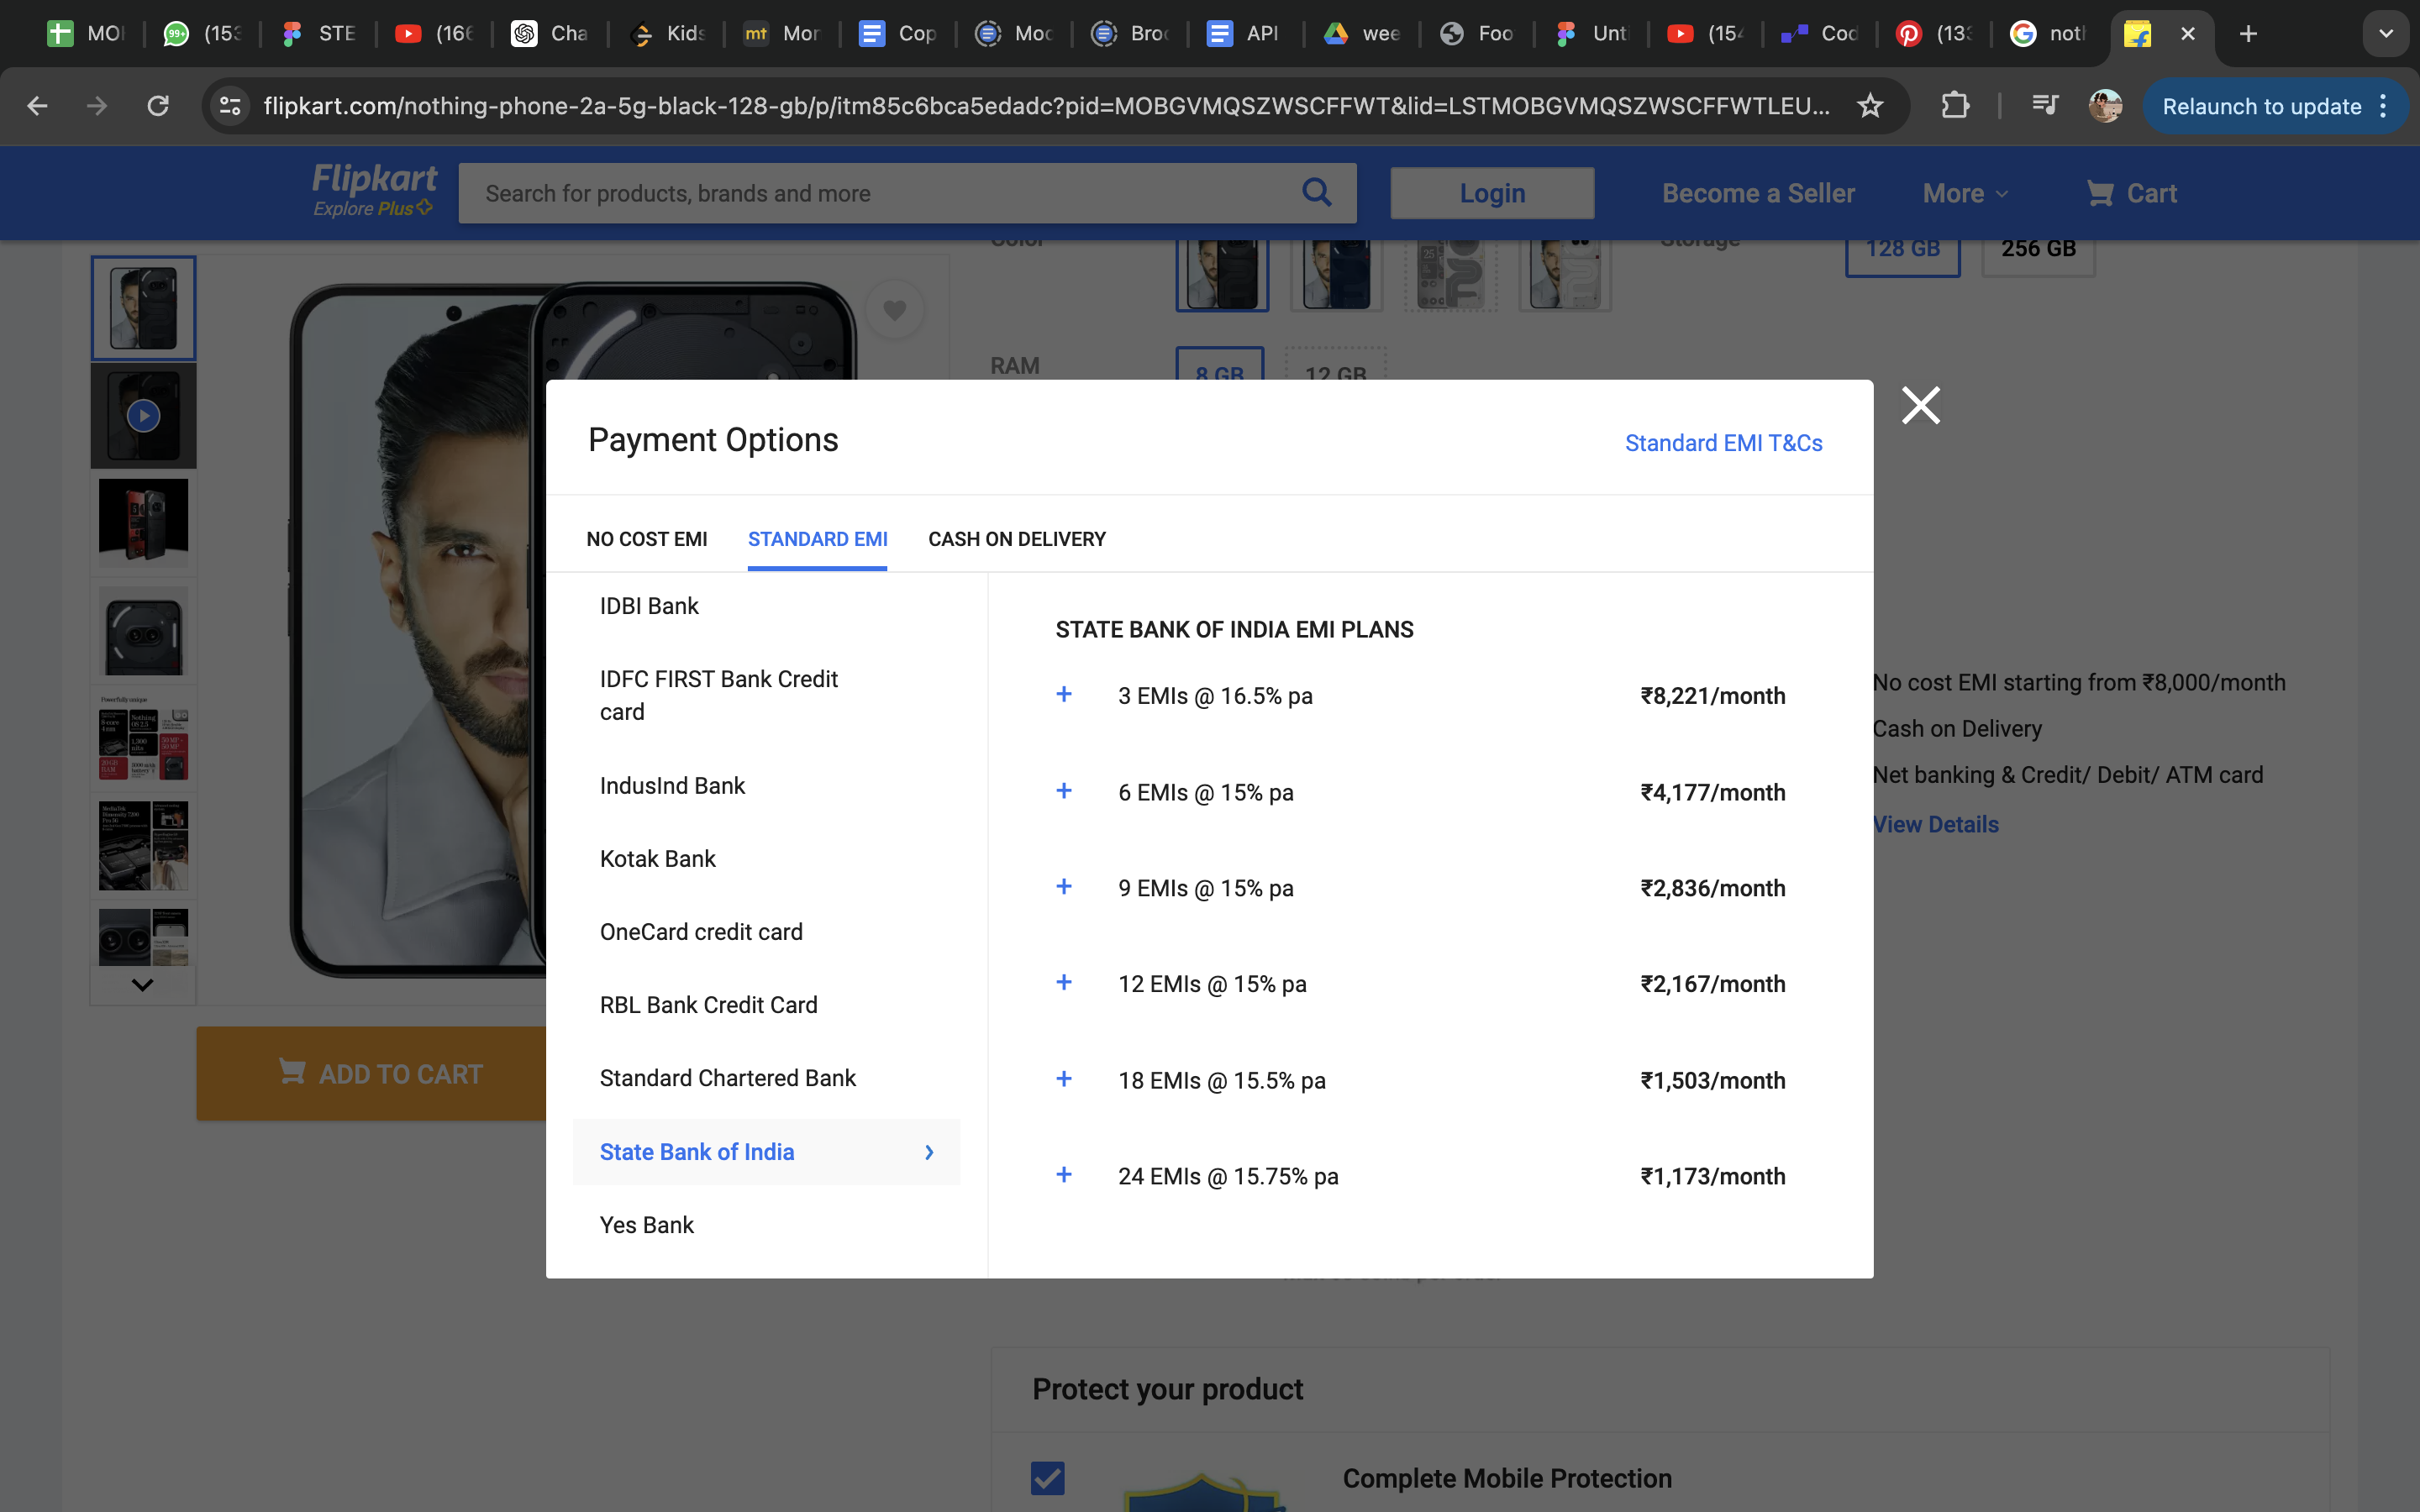 MO
(153
STE
(166
Cha
Kids
mt
Mor
Cop
Moc
Bro
API
wee
Foo
Unti
(154
Cod
(133
not
flipkart.com/nothing-phone-2a-5g-black-128-gb/p/itm85c6bca5edadc?pid=MOBGVMQSZWSCFFWT&lid=LSTMOBGVMQSZWSCFFWTLEU...
Relaunch to update
Flipkart
Explore Plus
Search for products, brands and more
Login
Become a Seller
More
Cart
Color
Storage
128 GB
256 GB
RAM
8 GB
12 GB
Payment Options
Standard EMI T&Cs
NO COST EMI
STANDARD EMI
CASH ON DELIVERY
IDBI Bank
IDFC FIRST Bank Credit
card
IndusInd Bank
Kotak Bank
OneCard credit card
RBL Bank Credit Card
Standard Chartered Bank
State Bank of India
Yes Bank
STATE BANK OF INDIA EMI PLANS
+ 3 EMIs @ 16.5% pa ₹8,221/month
+ 6 EMIs @ 15% pa ₹4,177/month
+ 9 EMIs @ 15% pa ₹2,836/month
+ 12 EMIs @ 15% pa ₹2,167/month
+ 18 EMIs @ 15.5% pa ₹1,503/month
+ 24 EMIs @ 15.75% pa ₹1,173/month
No cost EMI starting from ₹8,000/month
Cash on Delivery
Net banking & Credit/ Debit/ ATM card
View Details
ADD TO CART
Protect your product
Complete Mobile Protection